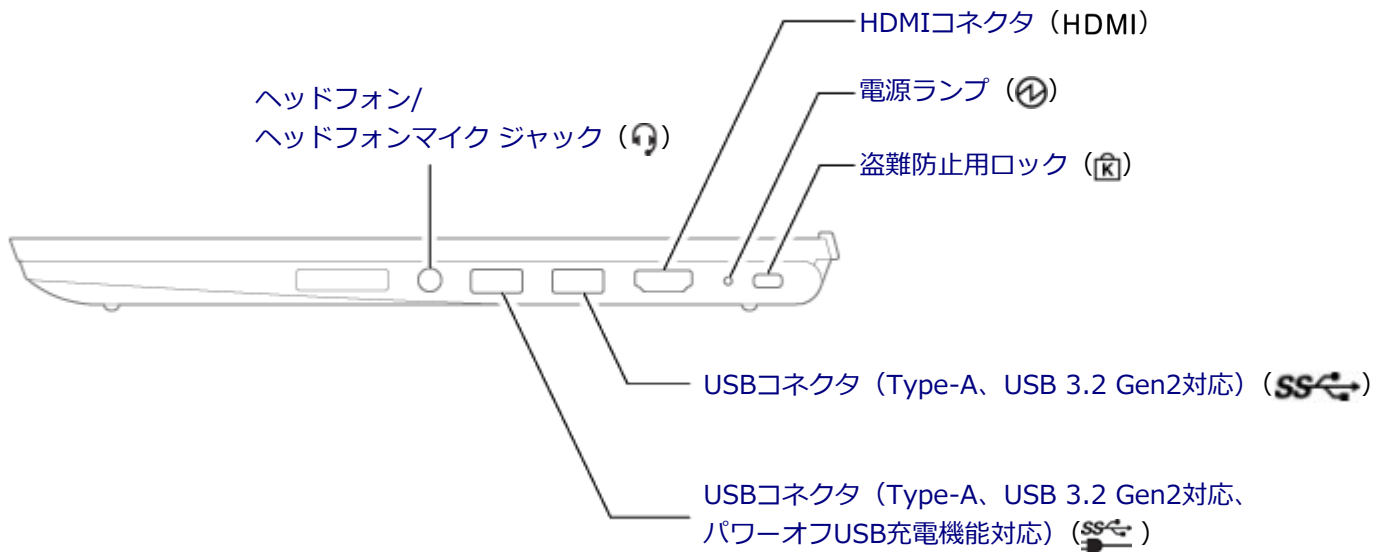 HDMIコネクタ（HDMI）
電源ランプ（）
ヘッドフォン/
ヘッドフォンマイク ジャック（）
盗難防止用ロック（K）
USBコネクタ（Type-A、USB 3.2 Gen2対応）（SS）
USBコネクタ（Type-A、USB 3.2 Gen2対応、
パワーオフUSB充電機能対応）（SS）